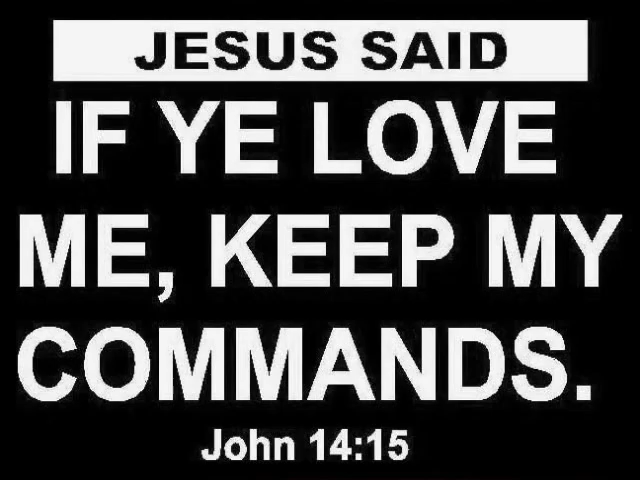 JESUS SAID
IF YE LOVE
ME, KEEP MY
COMMANDS.
John 14:15